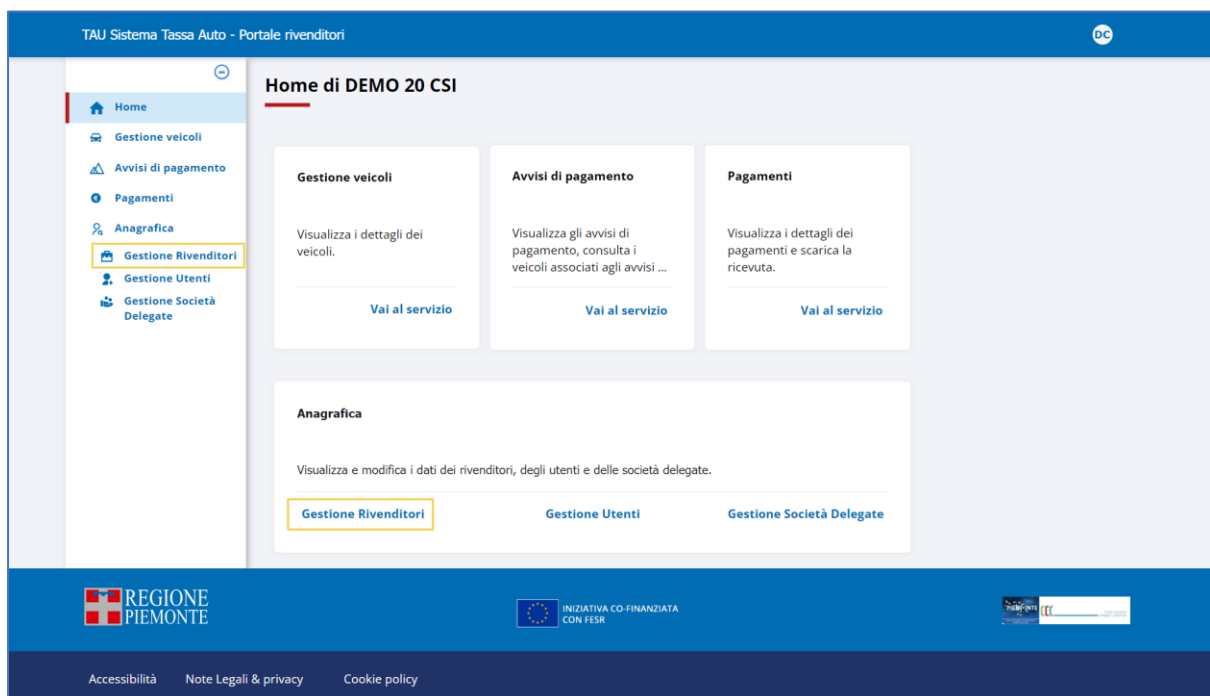 TAU Sistema Tassa Auto - Portale rivenditori
DC
Home
Gestione veicoli
Avvisi di pagamento
Pagamenti
Anagrafica
Gestione Rivenditori
Gestione Utenti
Gestione Società
Delegate
Home di DEMO 20 CSI
Gestione veicoli
Visualizza i dettagli dei
veicoli.
Vai al servizio
Avvisi di pagamento
Visualizza gli avvisi di
pagamento, consulta i
veicoli associati agli avvisi ...
Vai al servizio
Pagamenti
Visualizza i dettagli dei
pagamenti e scarica la
ricevuta.
Vai al servizio
Anagrafica
Visualizza e modifica i dati dei rivenditori, degli utenti e delle società delegate.
Gestione Rivenditori
Gestione Utenti
Gestione Società Delegate
REGIONE
PIEMONTE
INIZIATIVA CO-FINANZIATA
CON FESR
Accessibilità
Note Legali & privacy
Cookie policy